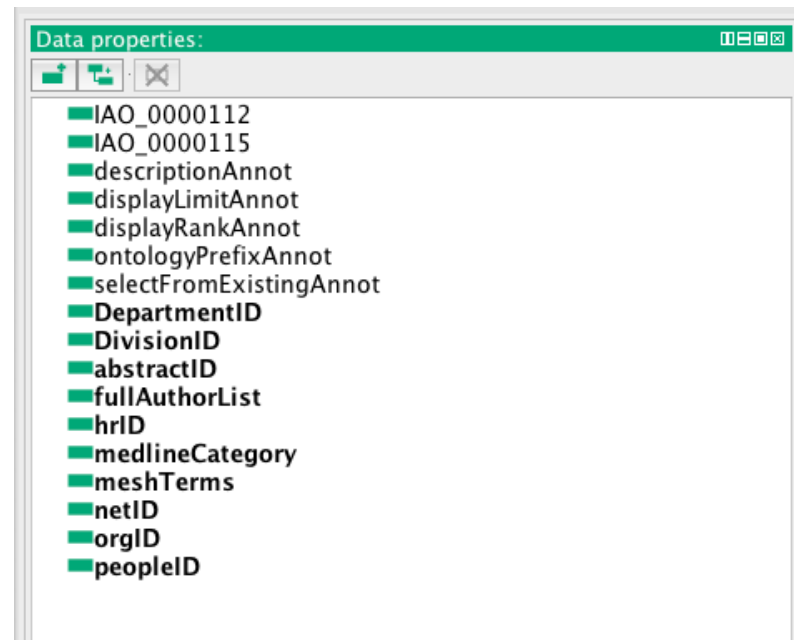 Data properties:
IAO_0000112
IAO_0000115
descriptionAnnot
displayLimitAnnot
displayRankAnnot
ontologyPrefixAnnot
selectFromExistingAnnot
DepartmentID
DivisionID
abstractID
fullAuthorList
hrID
medlineCategory
meshTerms
netID
orgID
peopleID